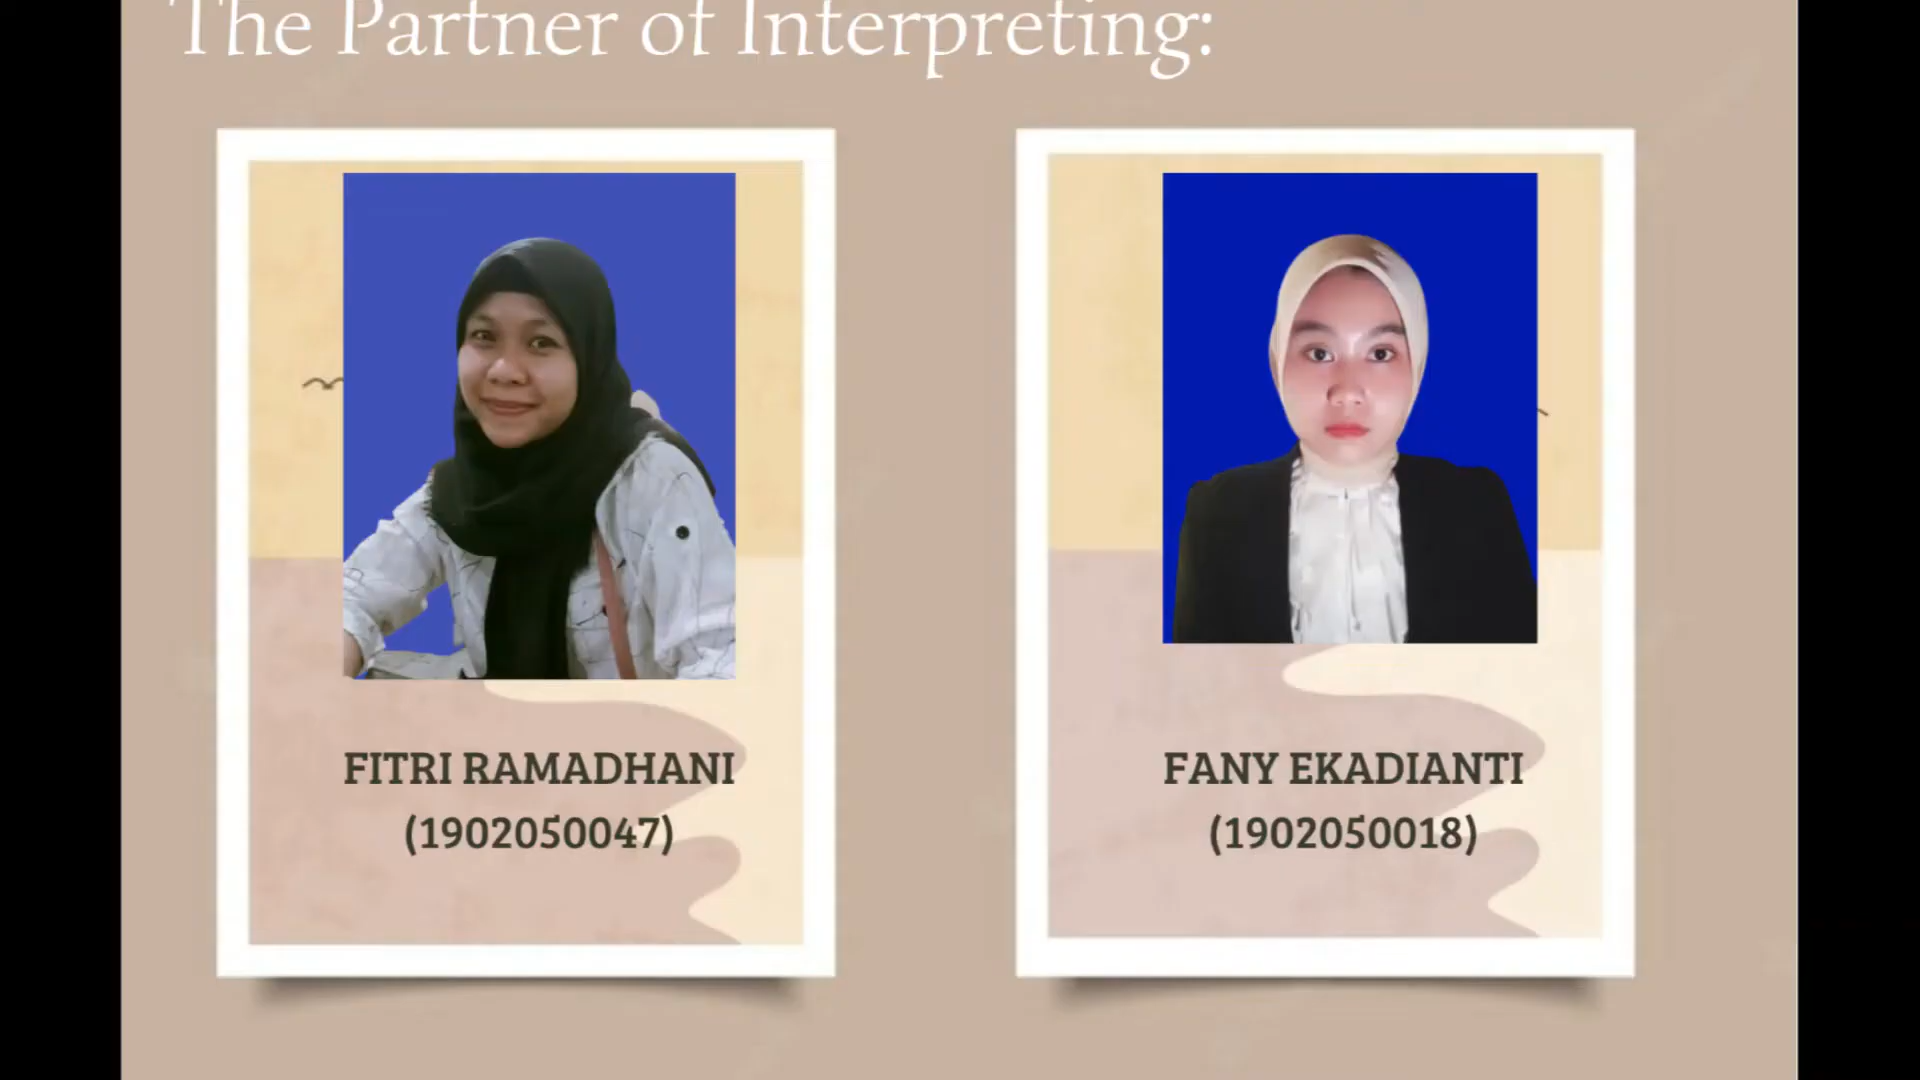 The Partner of Interpreting:
FITRI RAMADHANI
(1902050047)
FANY EKADIANTI
(1902050018)